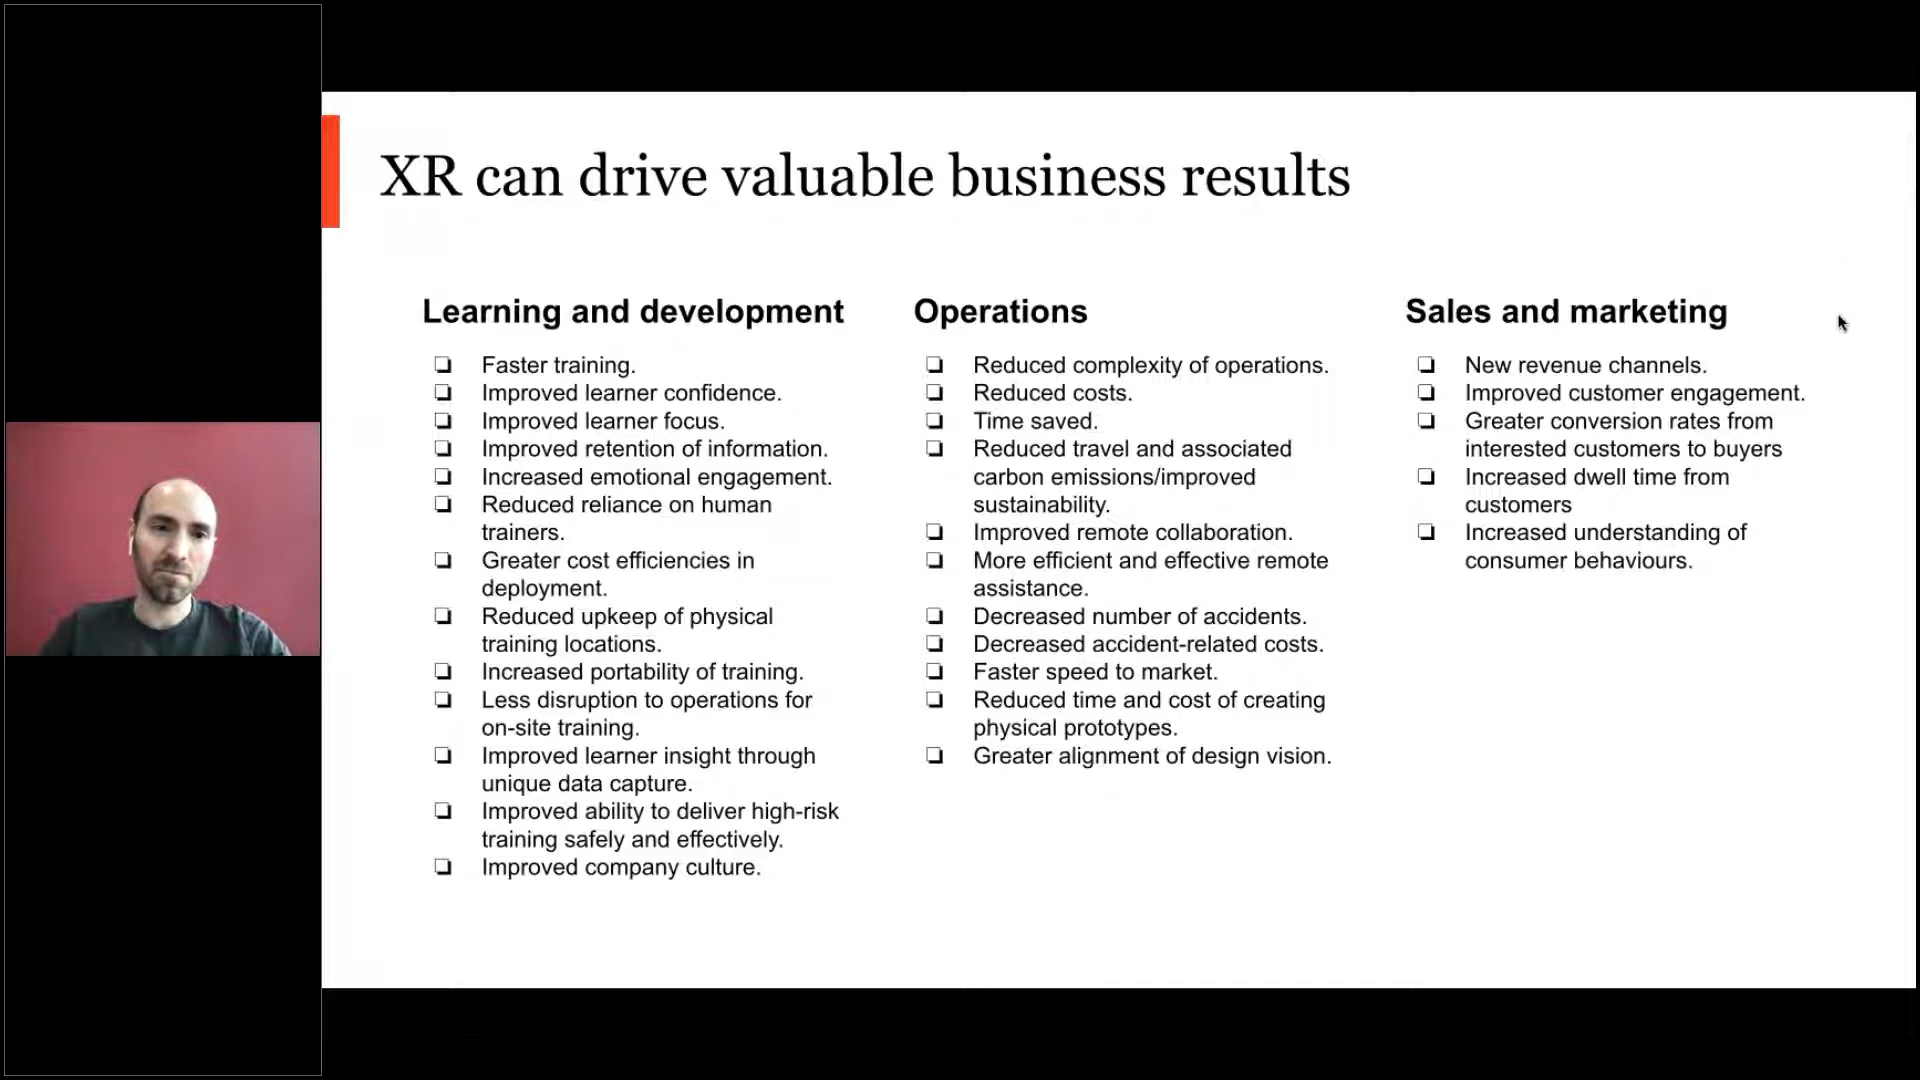 XR can drive valuable business results
Learning and development
❏ Faster training.
❏ Improved learner confidence.
❏ Improved learner focus.
❏ Improved retention of information.
❏ Increased emotional engagement.
❏ Reduced reliance on human
trainers.
❏ Greater cost efficiencies in
deployment.
❏ Reduced upkeep of physical
training locations.
❏ Increased portability of training.
❏ Less disruption to operations for
on-site training.
❏ Improved learner insight through
unique data capture.
❏ Improved ability to deliver high-risk
training safely and effectively.
❏ Improved company culture.
Operations
❏ Reduced complexity of operations.
❏ Reduced costs.
❏ Time saved.
❏ Reduced travel and associated
carbon emissions/improved
sustainability.
❏ Improved remote collaboration.
❏ More efficient and effective remote
assistance.
❏ Decreased number of accidents.
❏ Decreased accident-related costs.
❏ Faster speed to market.
❏ Reduced time and cost of creating
physical prototypes.
❏ Greater alignment of design vision.
Sales and marketing
❏ New revenue channels.
❏ Improved customer engagement.
❏ Greater conversion rates from
interested customers to buyers
❏ Increased dwell time from
customers
❏ Increased understanding of
consumer behaviours.